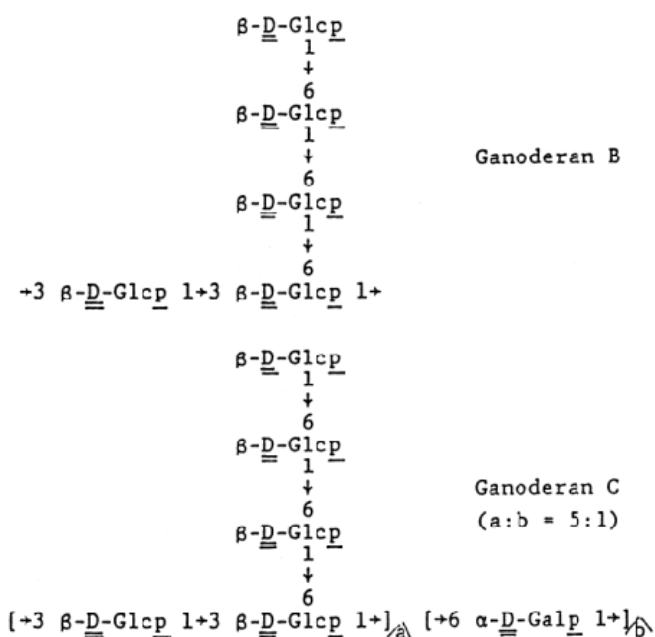 β-D-Glcp
1
↓
6
β-D-Glcp
1
↓
Ganoderan B
6
β-D-Glcp
1
↓
6
→3 β-D-Glcp 1→3 β-D-Glcp 1→
β-D-Glcp
1
↓
6
β-D-Glcp
1
↓
Ganoderan C
6
(a:b = 5:1)
β-D-Glcp
1
↓
6
[→3 β-D-Glcp 1→3 β-D-Glcp 1→]a [→6 α-D-Galp 1→]b